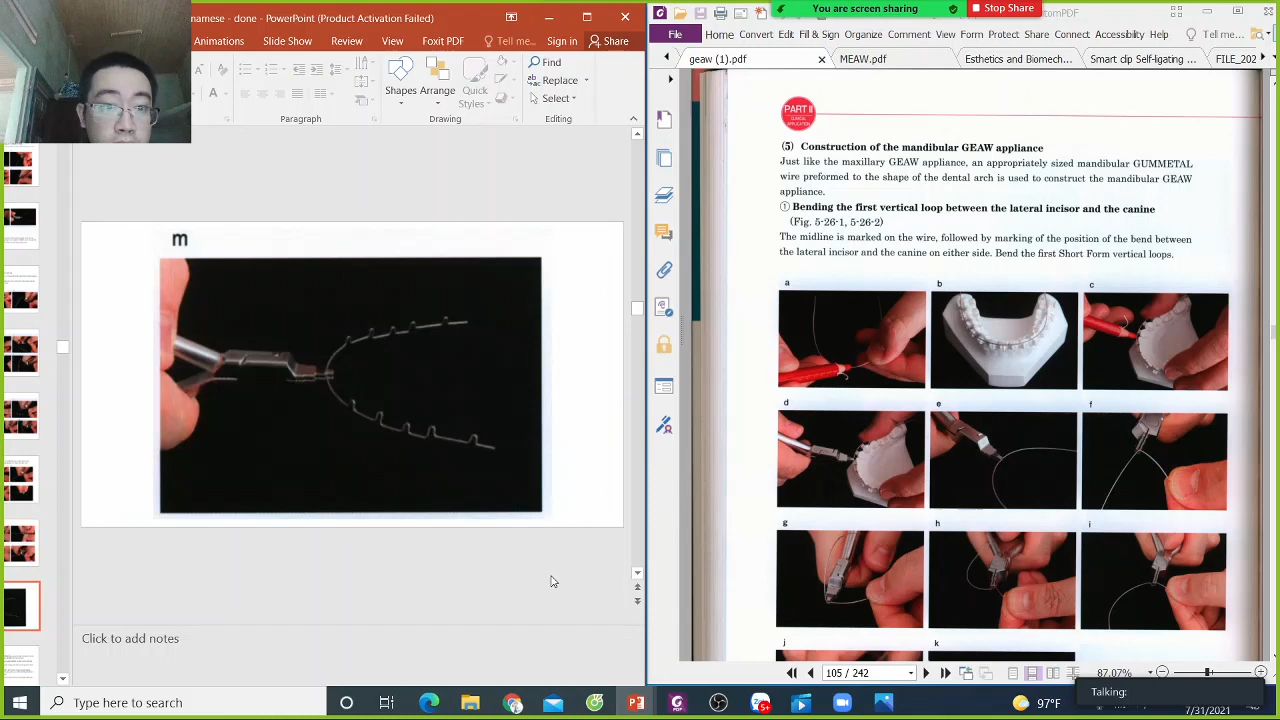 namese - done - PowerPoint (Product Activation Failed)
Animations
Slide Show
Review
View
Foxit PDF
Tell me...
Sign in
Share
Shapes
Arrange
Quick
Styles
Find
Replace
Select
Paragraph
Drawing
Editing
m
Click to add notes
You are screen sharing
Stop Share
tomPDF
File
Home
Convert
Edit
Fill & Sign
Organize
Comment
View
Form
Protect
Share
Connect
Accessibility
Help
Tell me...
geaw (1).pdf
MEAW.pdf
Esthetics and Biomech...
Smart clip Self-ligating ...
FILE_202
PART II
CLINICAL
APPLICATION
(5) Construction of the mandibular GEAW appliance
Just like the maxillary GEAW appliance, an appropriately sized mandibular GUMMETAL
wire preformed to the shape of the dental arch is used to construct the mandibular GEAW
appliance.
① Bending the first vertical loop between the lateral incisor and the canine
(Fig. 5-26-1, 5-26-2)
The midline is marked on the wire, followed by marking of the position of the bend between
the lateral incisor and the canine on either side. Bend the first Short Form vertical loops.
a
b
c
d
e
f
g
h
i
j
k
105 / 242
87.07%
Talking:
Type here to search
5+
97°F
7/31/2021